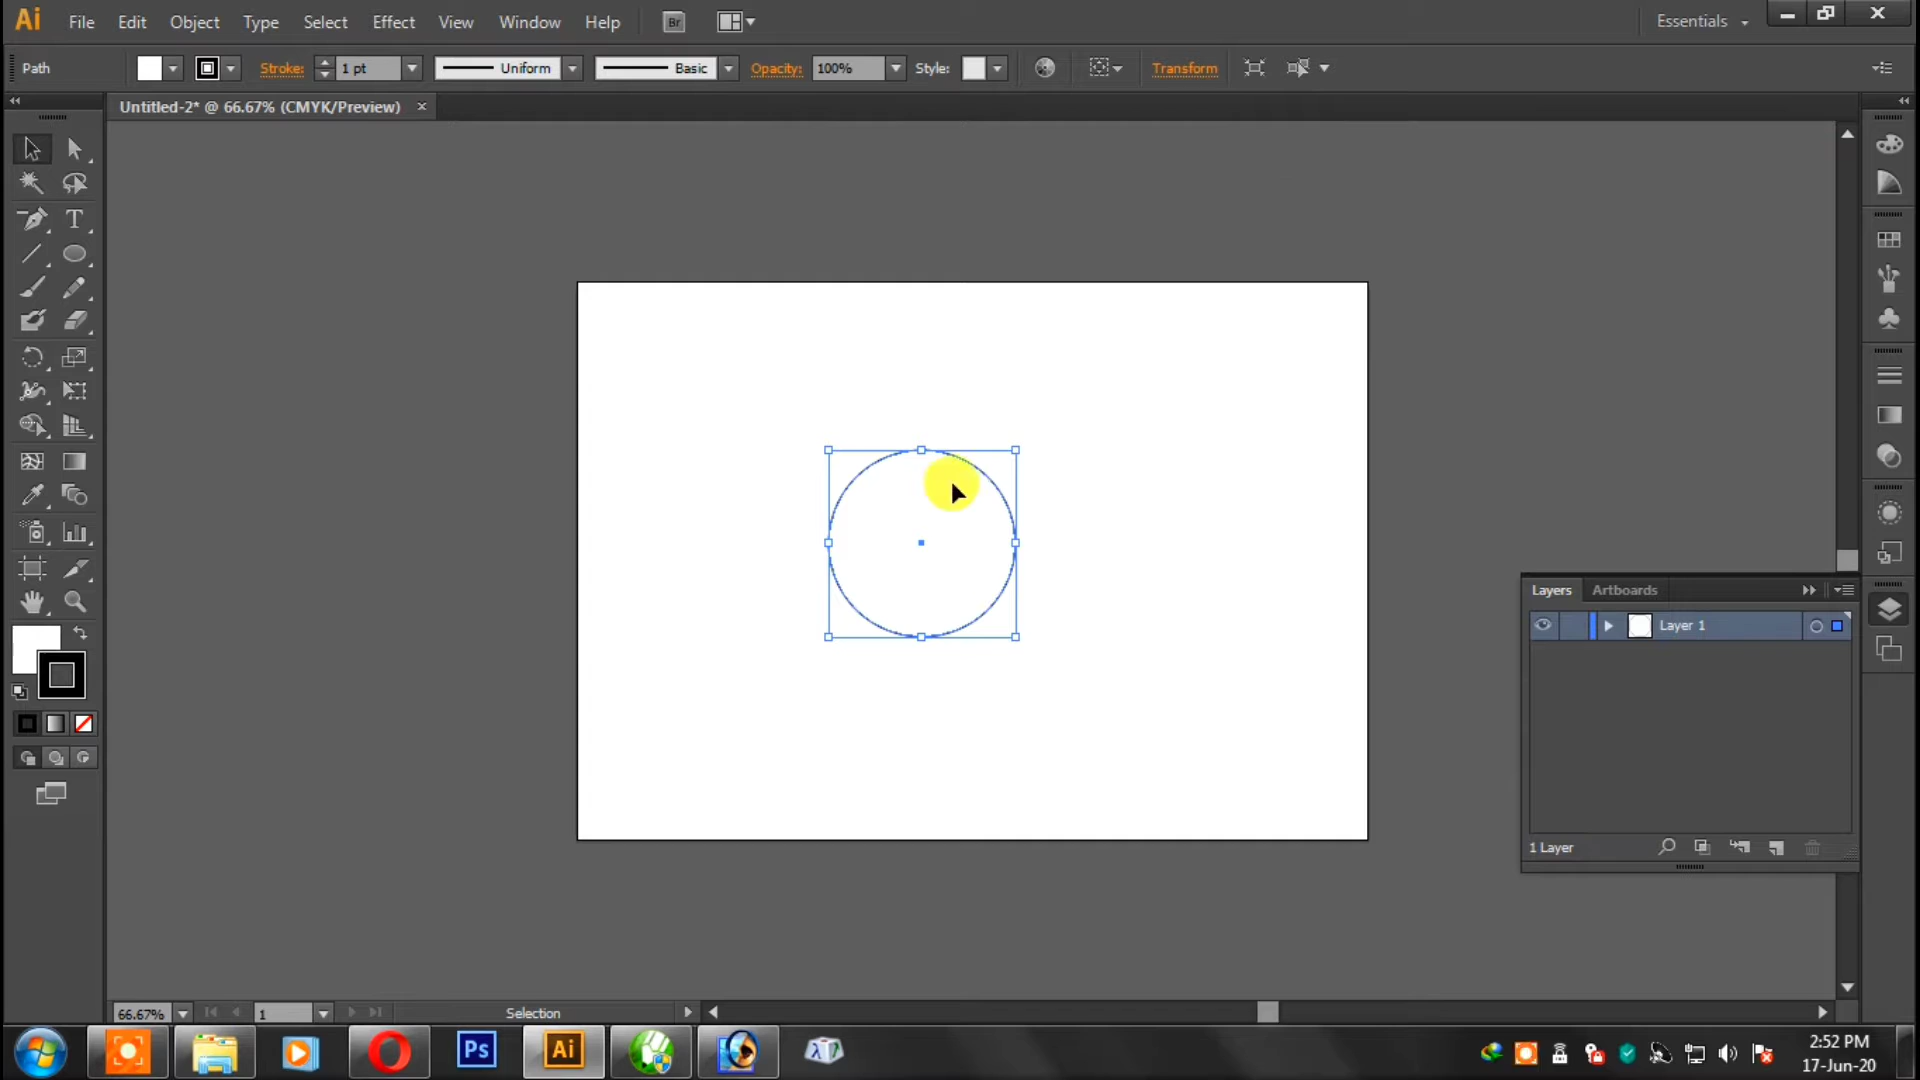 Ai File Edit Object Type Select Effect View Window Help Br Essentials
Path Stroke: 1 pt Uniform Basic Opacity: 100% Style: Transform
Untitled-2* @ 66.67% (CMYK/Preview)
T
Layers Artboards
Layer 1
1 Layer
66.67% 1 Selection
Ps Ai
2:52 PM
17-Jun-20